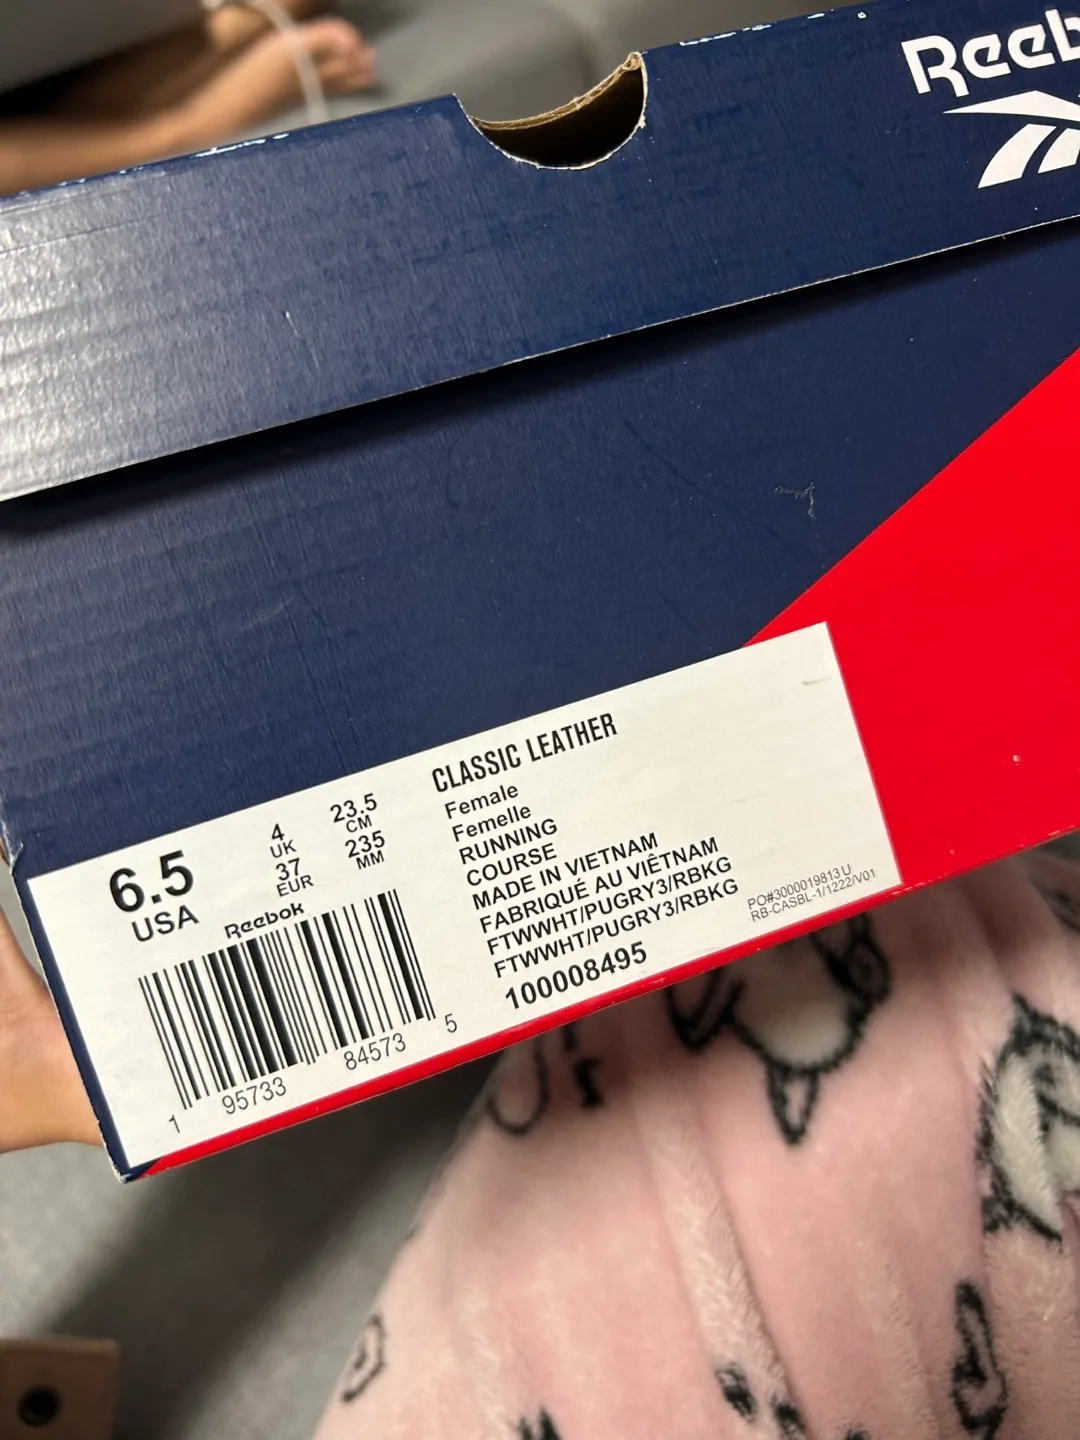 Reeb
6.5
USA
4
UK
37
EUR
23.5
CM
235
MM
Reebok
1 95733 84573 5
CLASSIC LEATHER
Female
Femelle
RUNNING
COURSE
MADE IN VIETNAM
FABRIQUÉ AU VIÊTNAM
FTWWHT/PUGRY3/RBKG
FTWWHT/PUGRY3/RBKG
100008495
PO#3000019813 U
RB-CASBL-1/1222/V01